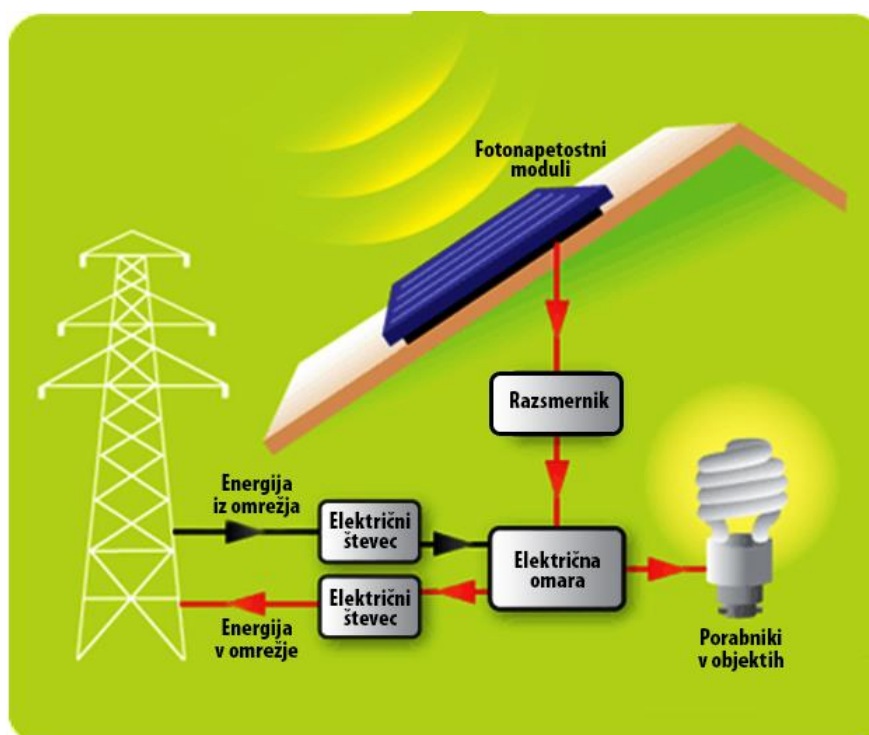 Fotonapetostni
moduli
Razsmernik
Energija
iz omrežja
Električni
števec
Električna
omara
Električni
števec
Energija
v omrežje
Porabniki
v objektih